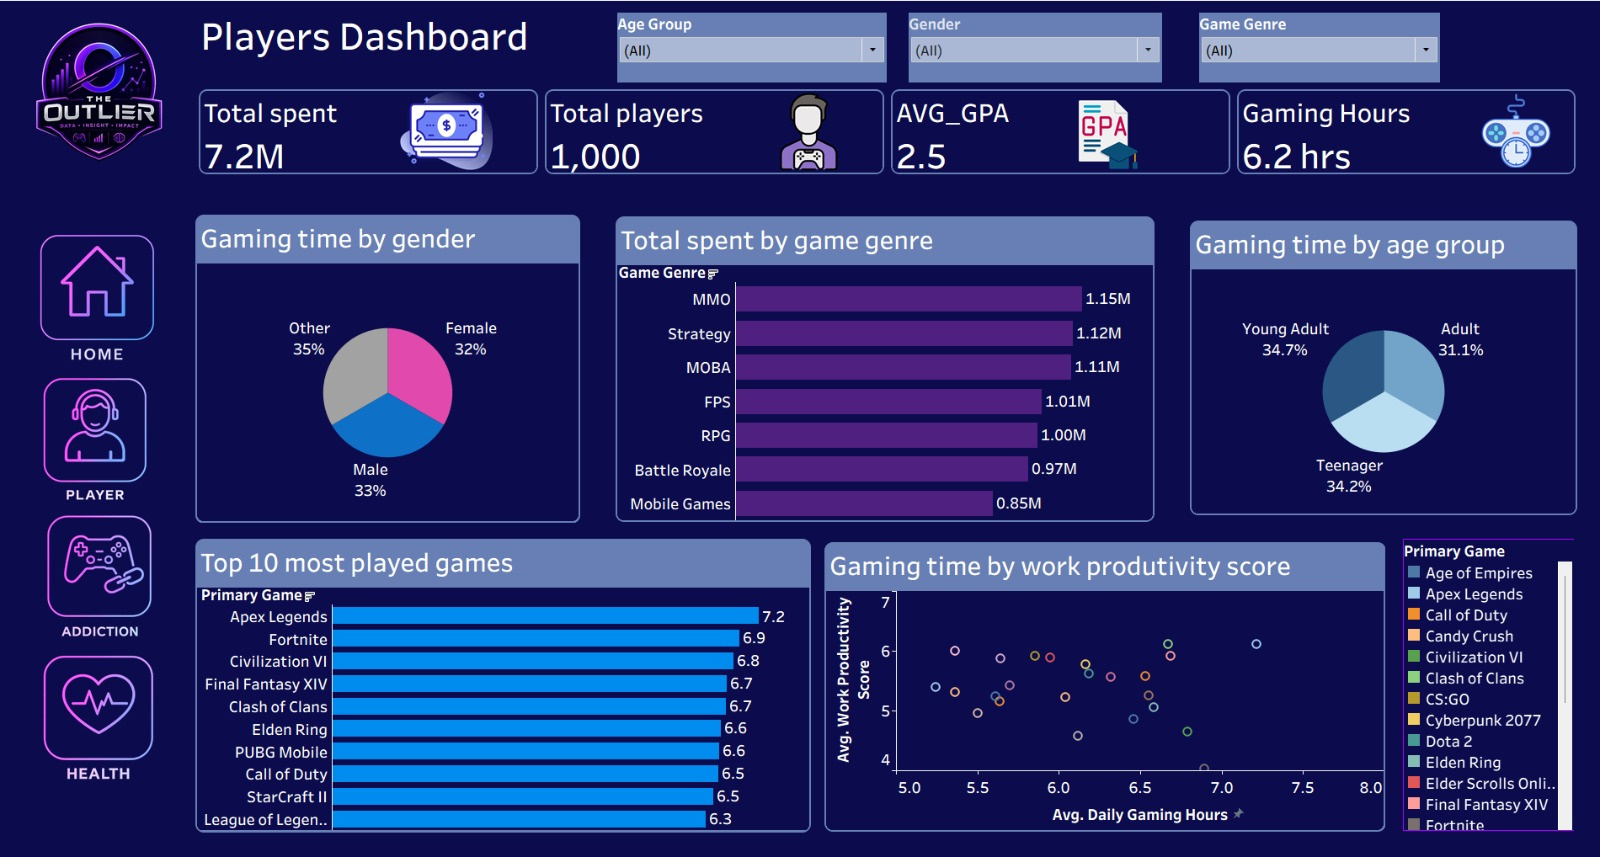 THE
OUTLIER
DATA • INSIGHT • IMPACT
Players Dashboard
Age Group
(All)
Gender
(All)
Game Genre
(All)
Total spent
7.2M
Total players
1,000
AVG_GPA
2.5
GPA
Gaming Hours
6.2 hrs
HOME
PLAYER
ADDICTION
HEALTH
Gaming time by gender
Other
35%
Female
32%
Male
33%
Total spent by game genre
Game Genre
MMO 1.15M
Strategy 1.12M
MOBA 1.11M
FPS 1.01M
RPG 1.00M
Battle Royale 0.97M
Mobile Games 0.85M
Gaming time by age group
Young Adult
34.7%
Adult
31.1%
Teenager
34.2%
Top 10 most played games
Primary Game
Apex Legends 7.2
Fortnite 6.9
Civilization VI 6.8
Final Fantasy XIV 6.7
Clash of Clans 6.7
Elden Ring 6.6
PUBG Mobile 6.6
Call of Duty 6.5
StarCraft II 6.5
League of Legen.. 6.3
Gaming time by work produtivity score
Avg. Work Productivity
Score
7
6
5
4
5.0 5.5 6.0 6.5 7.0 7.5 8.0
Avg. Daily Gaming Hours
Primary Game
Age of Empires
Apex Legends
Call of Duty
Candy Crush
Civilization VI
Clash of Clans
CS:GO
Cyberpunk 2077
Dota 2
Elden Ring
Elder Scrolls Onli..
Final Fantasy XIV
Fortnite